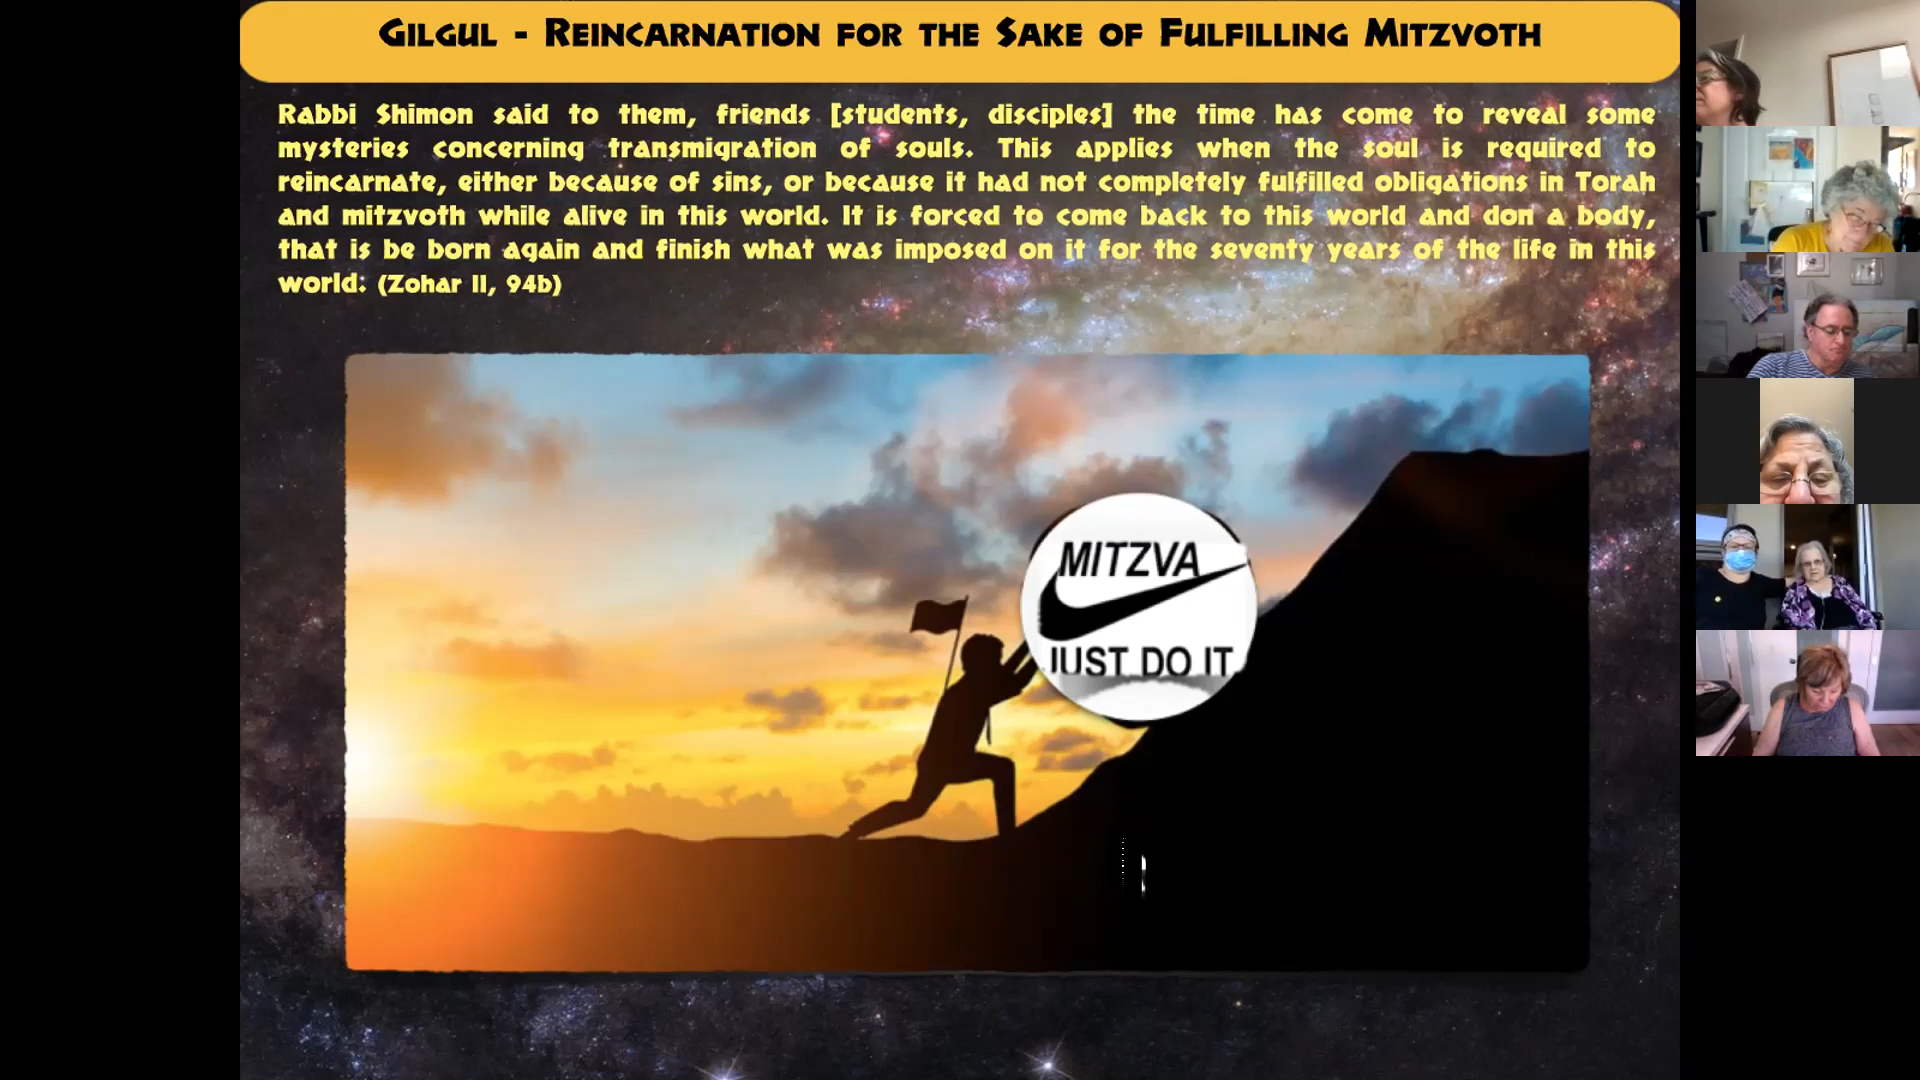 Gilgul - Reincarnation for the Sake of Fulfilling Mitzvoth
Rabbi Shimon said to them, friends [students, disciples] the time has come to reveal some
mysteries concerning transmigration of souls. This applies when the soul is required to
reincarnate, either because of sins, or because it had not completely fulfilled obligations in Torah
and mitzvoth while alive in this world. It is forced to come back to this world and don a body,
that is be born again and finish what was imposed on it for the seventy years of the life in this
world: (Zohar II, 94b)
MITZVA
JUST DO IT